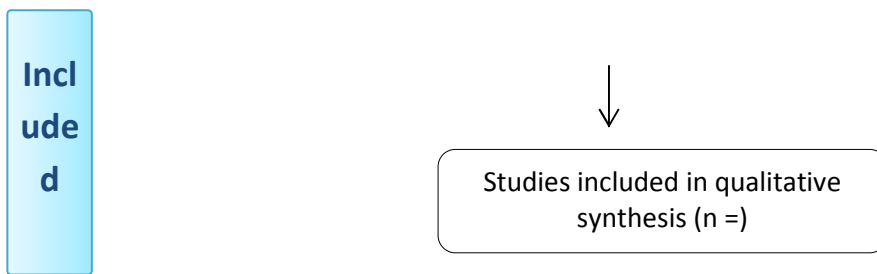 Incl
ude
d
Studies included in qualitative
synthesis (n =)